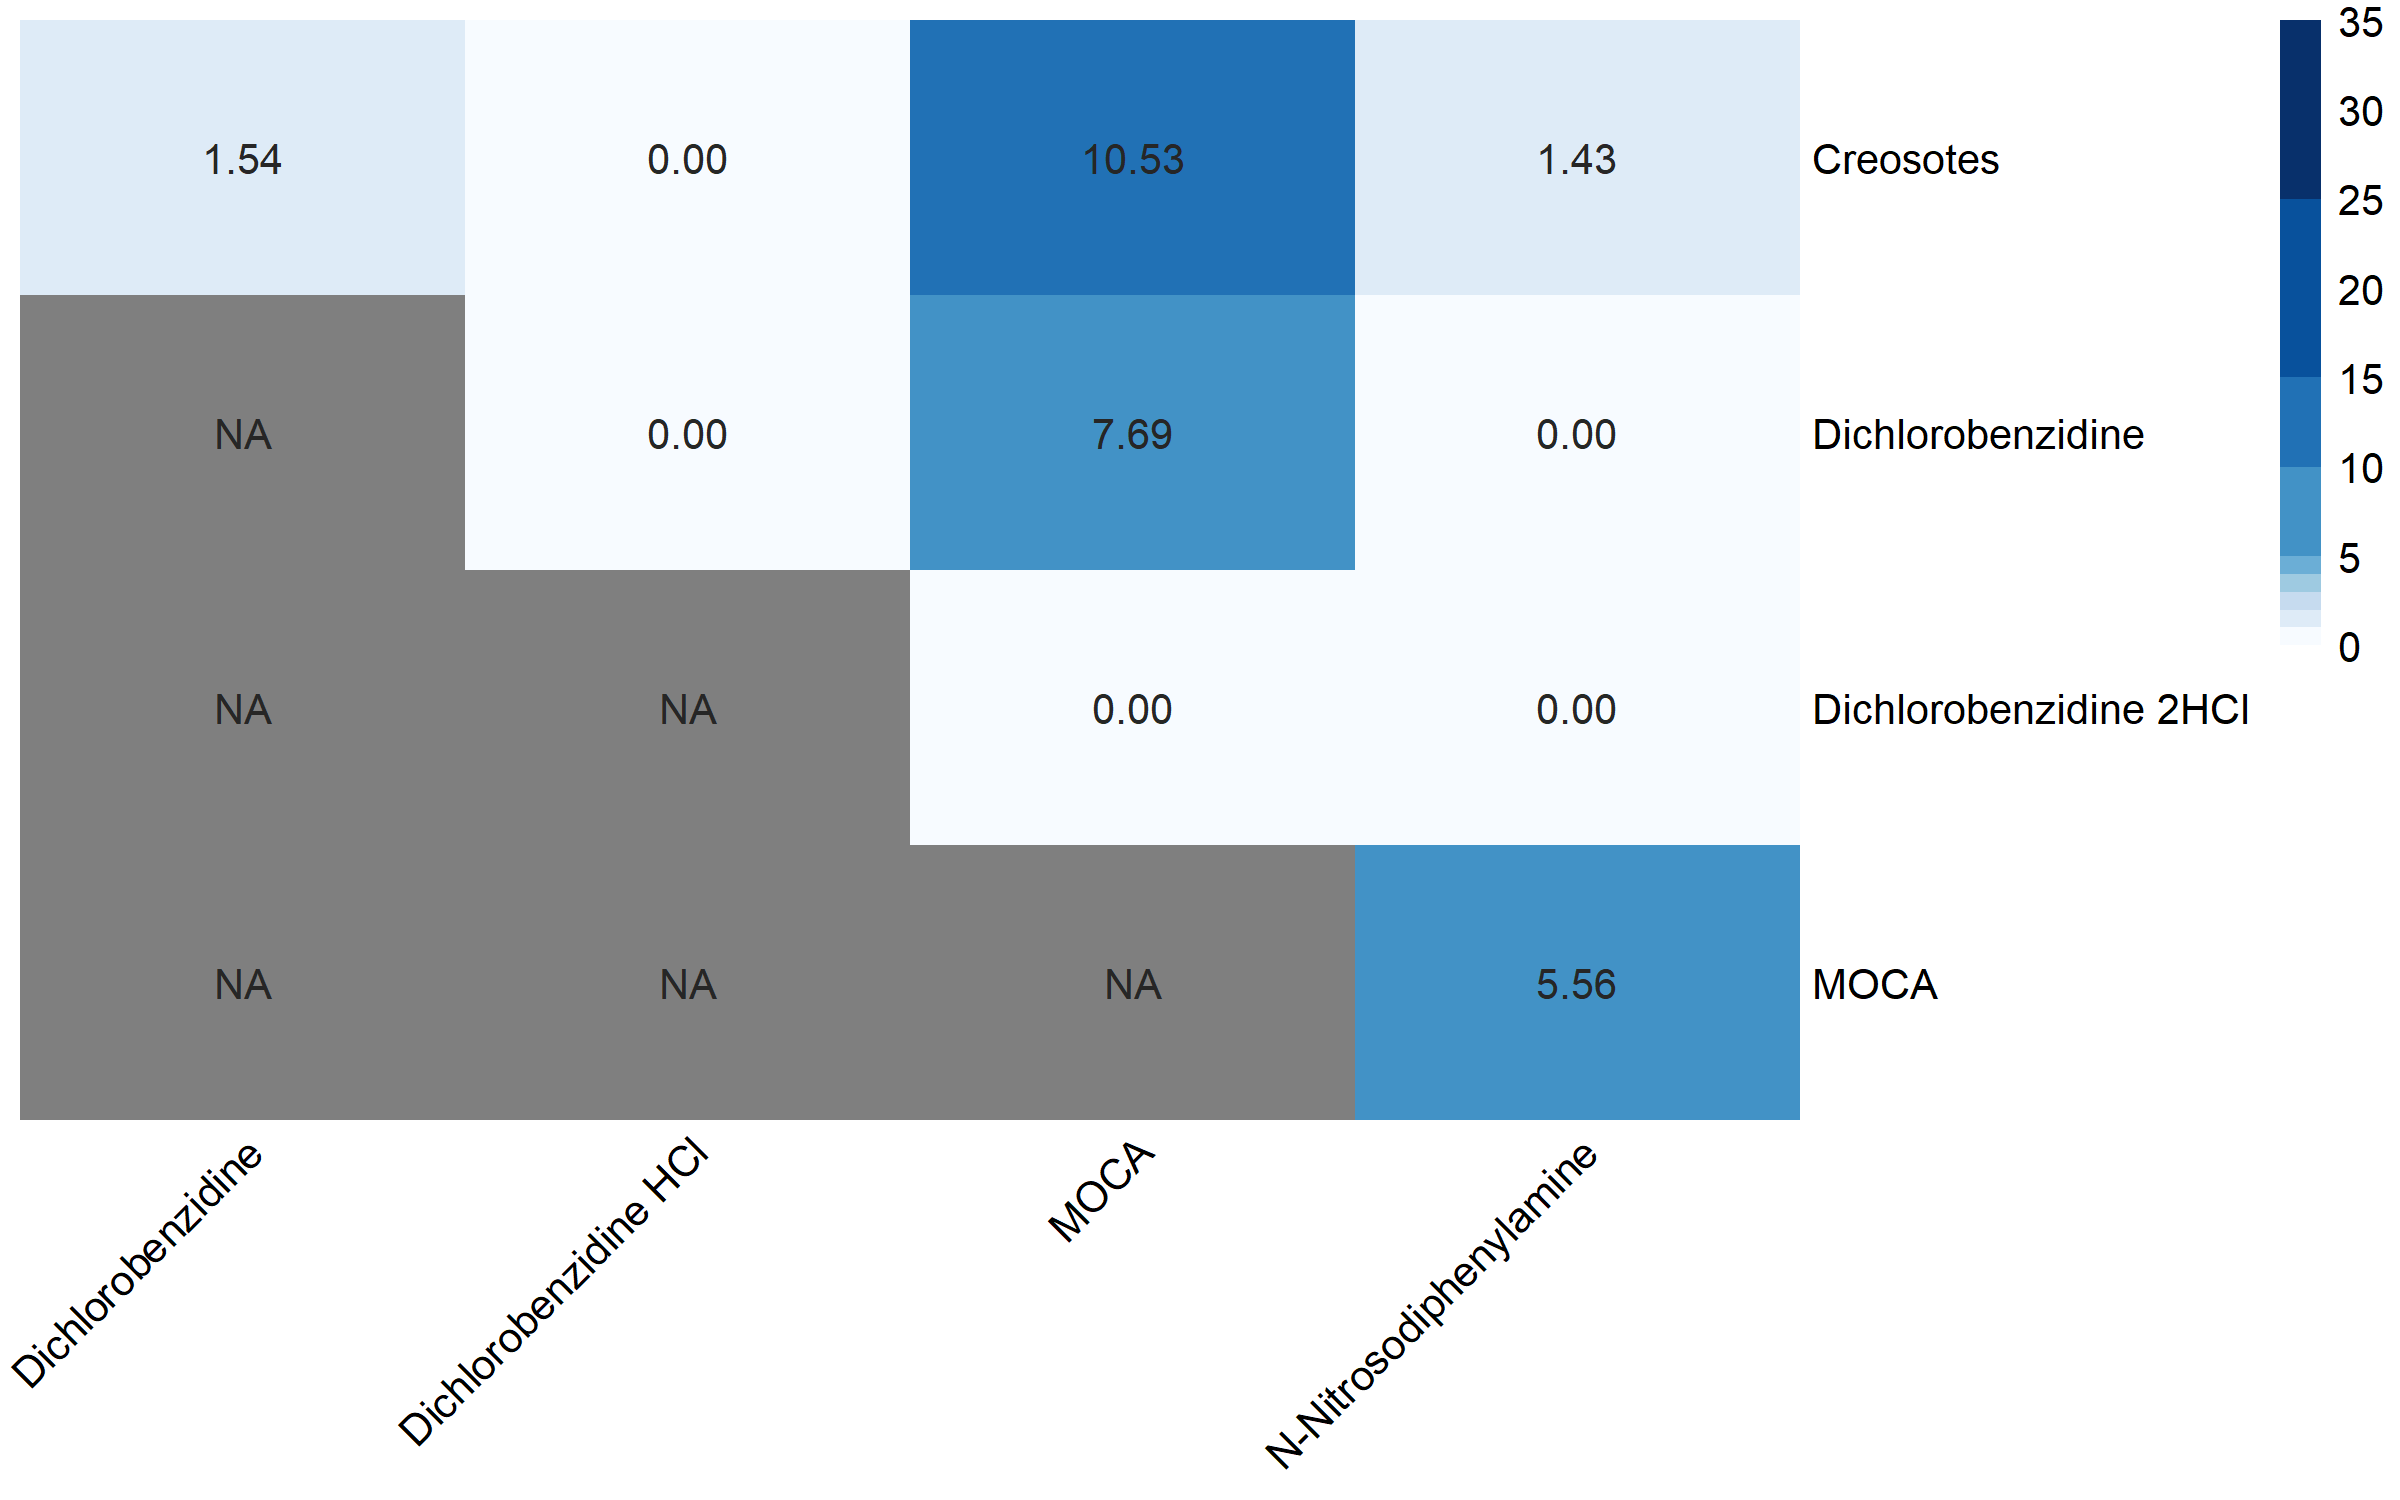 1.54 0.00 10.53 1.43 Creosotes
NA 0.00 7.69 0.00 Dichlorobenzidine
NA NA 0.00 0.00 Dichlorobenzidine 2HCl
NA NA NA 5.56 MOCA
Dichlorobenzidine
Dichlorobenzidine HCl
MOCA
N-Nitrosodiphenylamine
35
30
25
20
15
10
5
0